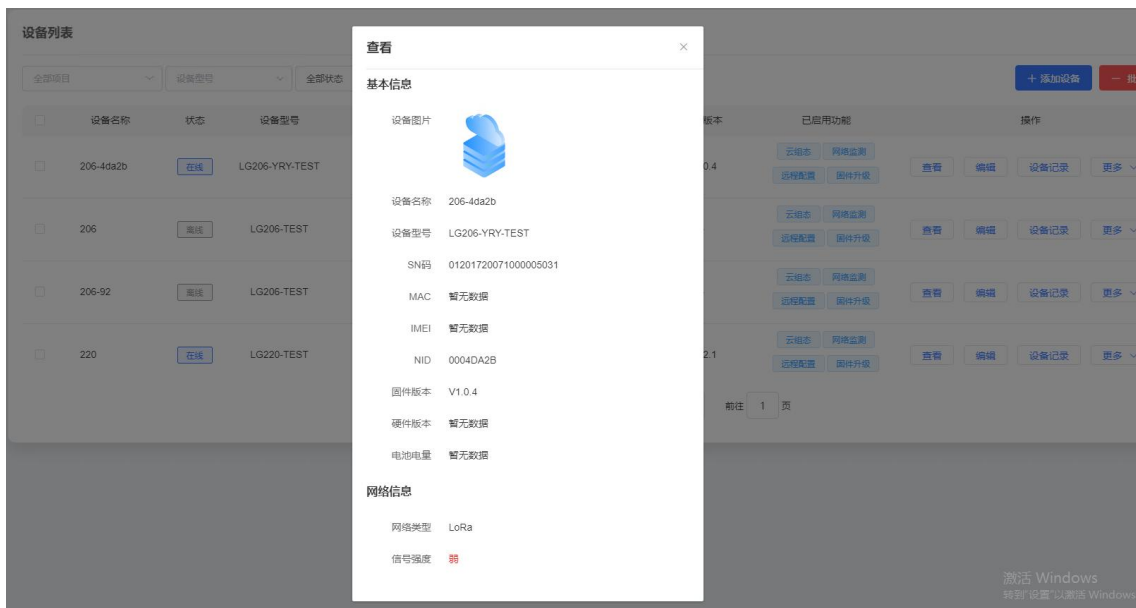 设备列表
全部项目 设备型号 全部状态
+ 添加设备 — 批
设备名称 状态 设备型号 版本 已启用功能 操作
206-4da2b 在线 LG206-YRY-TEST 0.4 云组态 网络监测 远程配置 固件升级 查看 编辑 设备记录 更多
206 离线 LG206-TEST 云组态 网络监测 远程配置 固件升级 查看 编辑 设备记录 更多
206-92 离线 LG206-TEST 云组态 网络监测 远程配置 固件升级 查看 编辑 设备记录 更多
220 在线 LG220-TEST 2.1 云组态 网络监测 远程配置 固件升级 查看 编辑 设备记录 更多
前往 1 页
查看 ×
基本信息
设备图片
设备名称 206-4da2b
设备型号 LG206-YRY-TEST
SN码 01201720071000005031
MAC 暂无数据
IMEI 暂无数据
NID 0004DA2B
固件版本 V1.0.4
硬件版本 暂无数据
电池电量 暂无数据
网络信息
网络类型 LoRa
信号强度 弱
激活 Windows
转到"设置"以激活 Windows